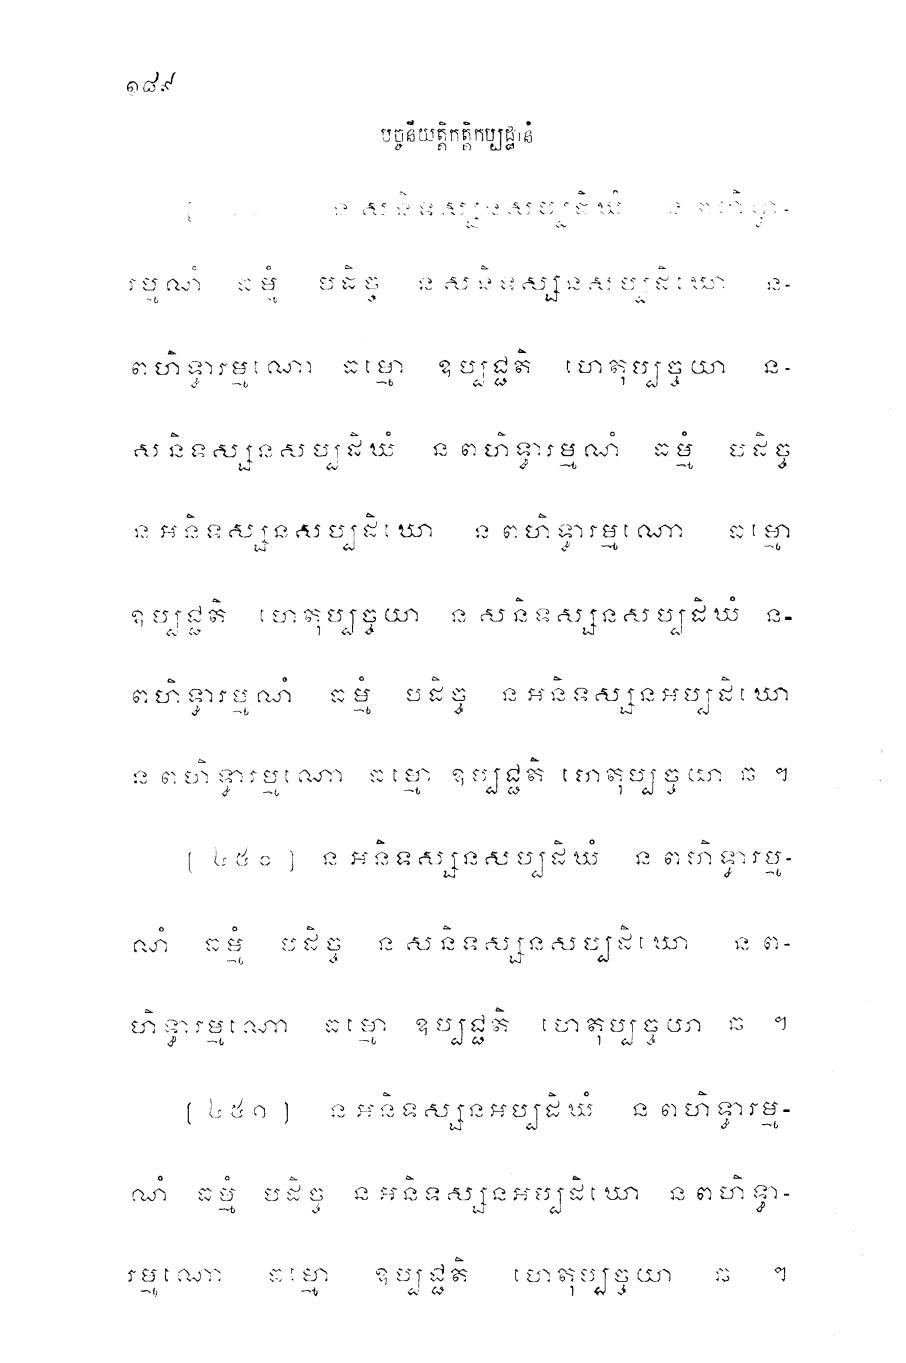 ១៨៩
បច្ចនីយត្តិកត្តិកប្បដ្ឋានំ
ន សនិទស្សនសប្បដិឃំ ន ពហិទ្ធា-
រម្មណំ ធម្មំ បដិច្ច ន សនិទស្សនសប្បដិឃោ ន-
ពហិទ្ធារម្មណោ ធម្មោ ឧប្បជ្ជតិ ហេតុប្បច្ចយា ន-
សនិទស្សនសប្បដិឃំ ន ពហិទ្ធារម្មណំ ធម្មំ បដិច្ច
ន អនិទស្សនសប្បដិឃោ ន ពហិទ្ធារម្មណោ ធម្មោ
ឧប្បជ្ជតិ ហេតុប្បច្ចយា ន សនិទស្សនសប្បដិឃំ ន-
ពហិទ្ធារម្មណំ ធម្មំ បដិច្ច ន អនិទស្សនអប្បដិឃោ
ន ពហិទ្ធារម្មណោ ធម្មោ ឧប្បជ្ជតិ ហេតុប្បច្ចយា ឆ ។
[ ៤៥០ ] ន អនិទស្សនសប្បដិឃំ ន ពហិទ្ធារម្ម-
ណំ ធម្មំ បដិច្ច ន សនិទស្សនសប្បដិឃោ ន ព-
ហិទ្ធារម្មណោ ធម្មោ ឧប្បជ្ជតិ ហេតុប្បច្ចយា ឆ ។
[ ៤៥១ ] ន អនិទស្សនអប្បដិឃំ ន ពហិទ្ធារម្ម-
ណំ ធម្មំ បដិច្ច ន អនិទស្សនអប្បដិឃោ ន ពហិទ្ធា-
រម្មណោ ធម្មោ ឧប្បជ្ជតិ ហេតុប្បច្ចយា ឆ ។